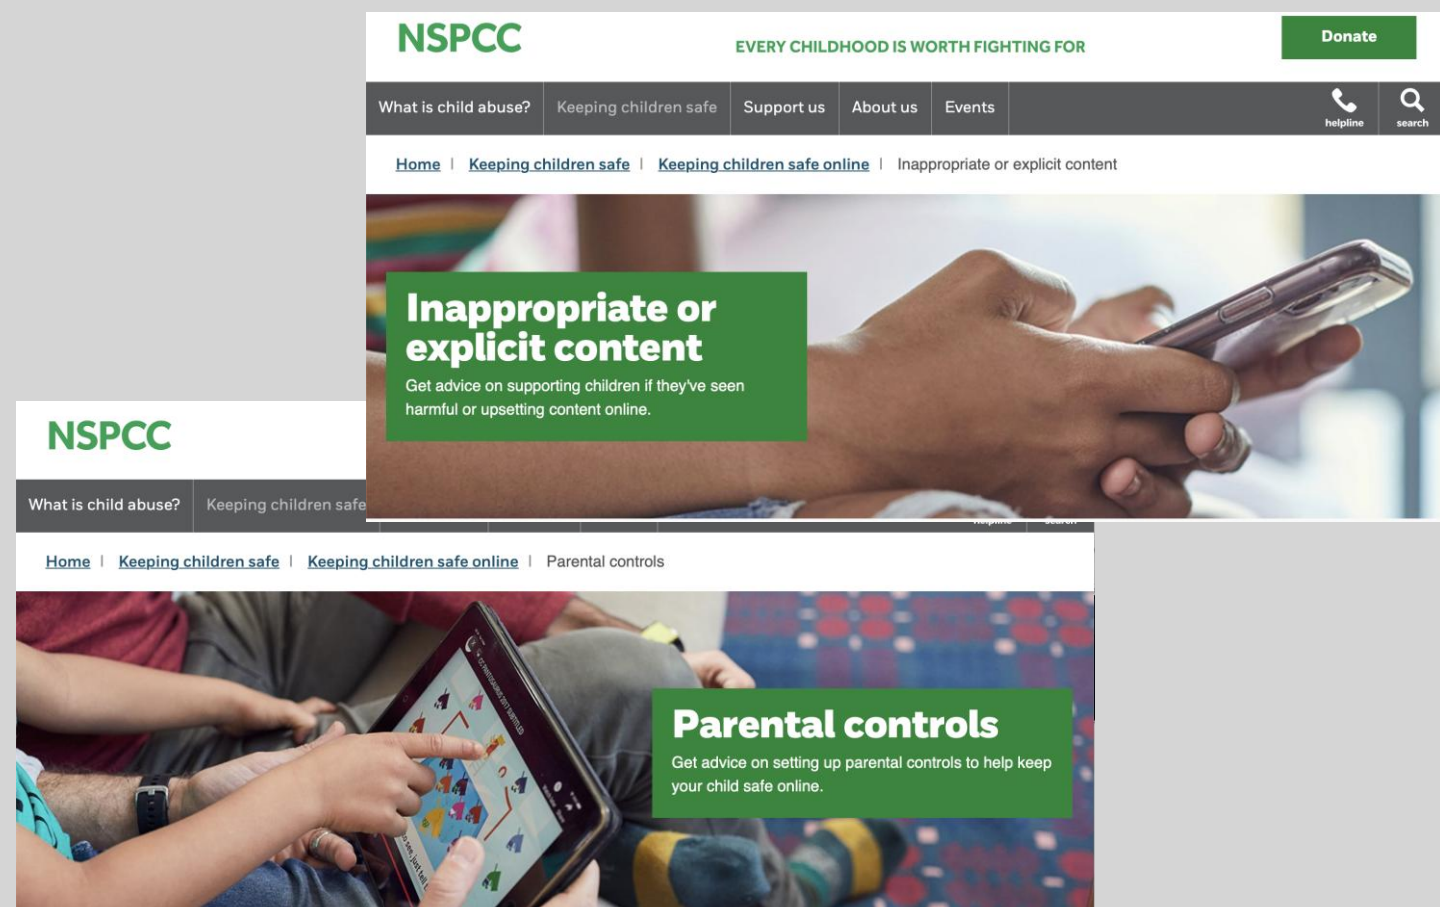 NSPCC
EVERY CHILDHOOD IS WORTH FIGHTING FOR
Donate
What is child abuse?
Keeping children safe
Support us
About us
Events
helpline
search
Home | Keeping children safe | Keeping children safe online | Inappropriate or explicit content
Inappropriate or
explicit content
Get advice on supporting children if they've seen
harmful or upsetting content online.
NSPCC
What is child abuse?
Keeping children safe
helpline
search
Home | Keeping children safe | Keeping children safe online | Parental controls
Parental controls
Get advice on setting up parental controls to help keep
your child safe online.